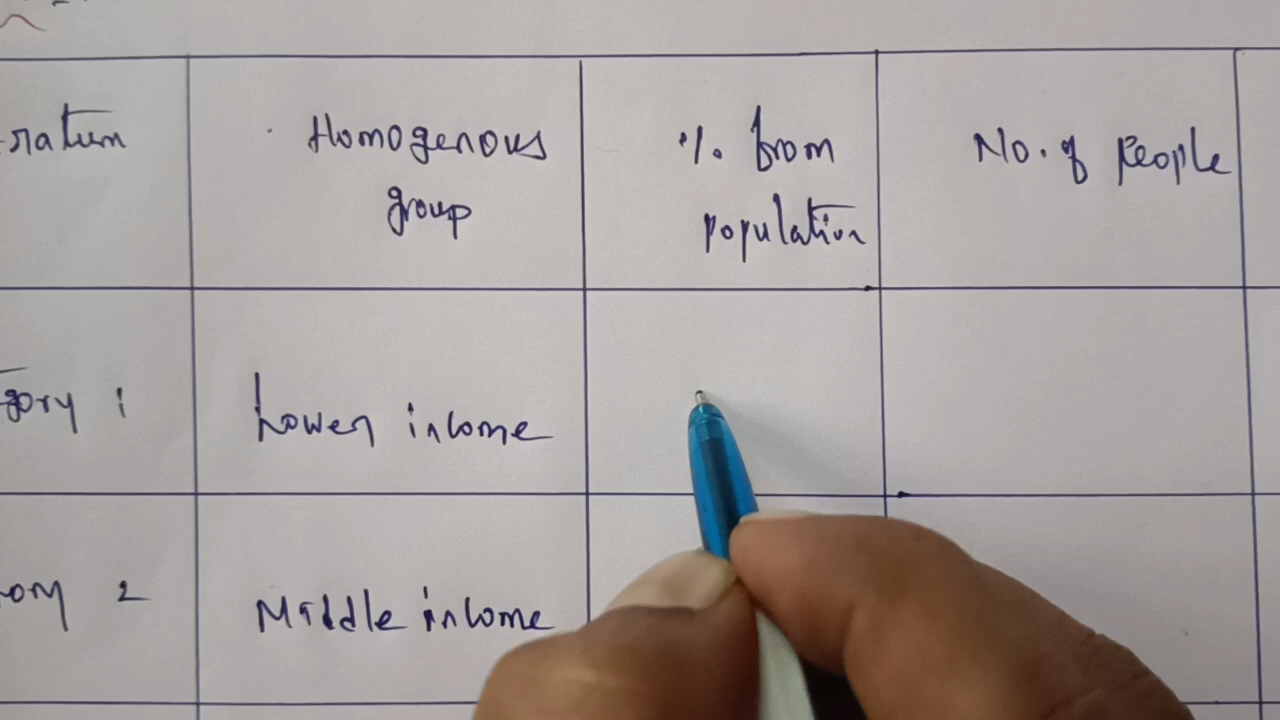 ratum
Homogenous
group
% from
population
No. of people
gory 1
Lower income
ory 2
Middle income